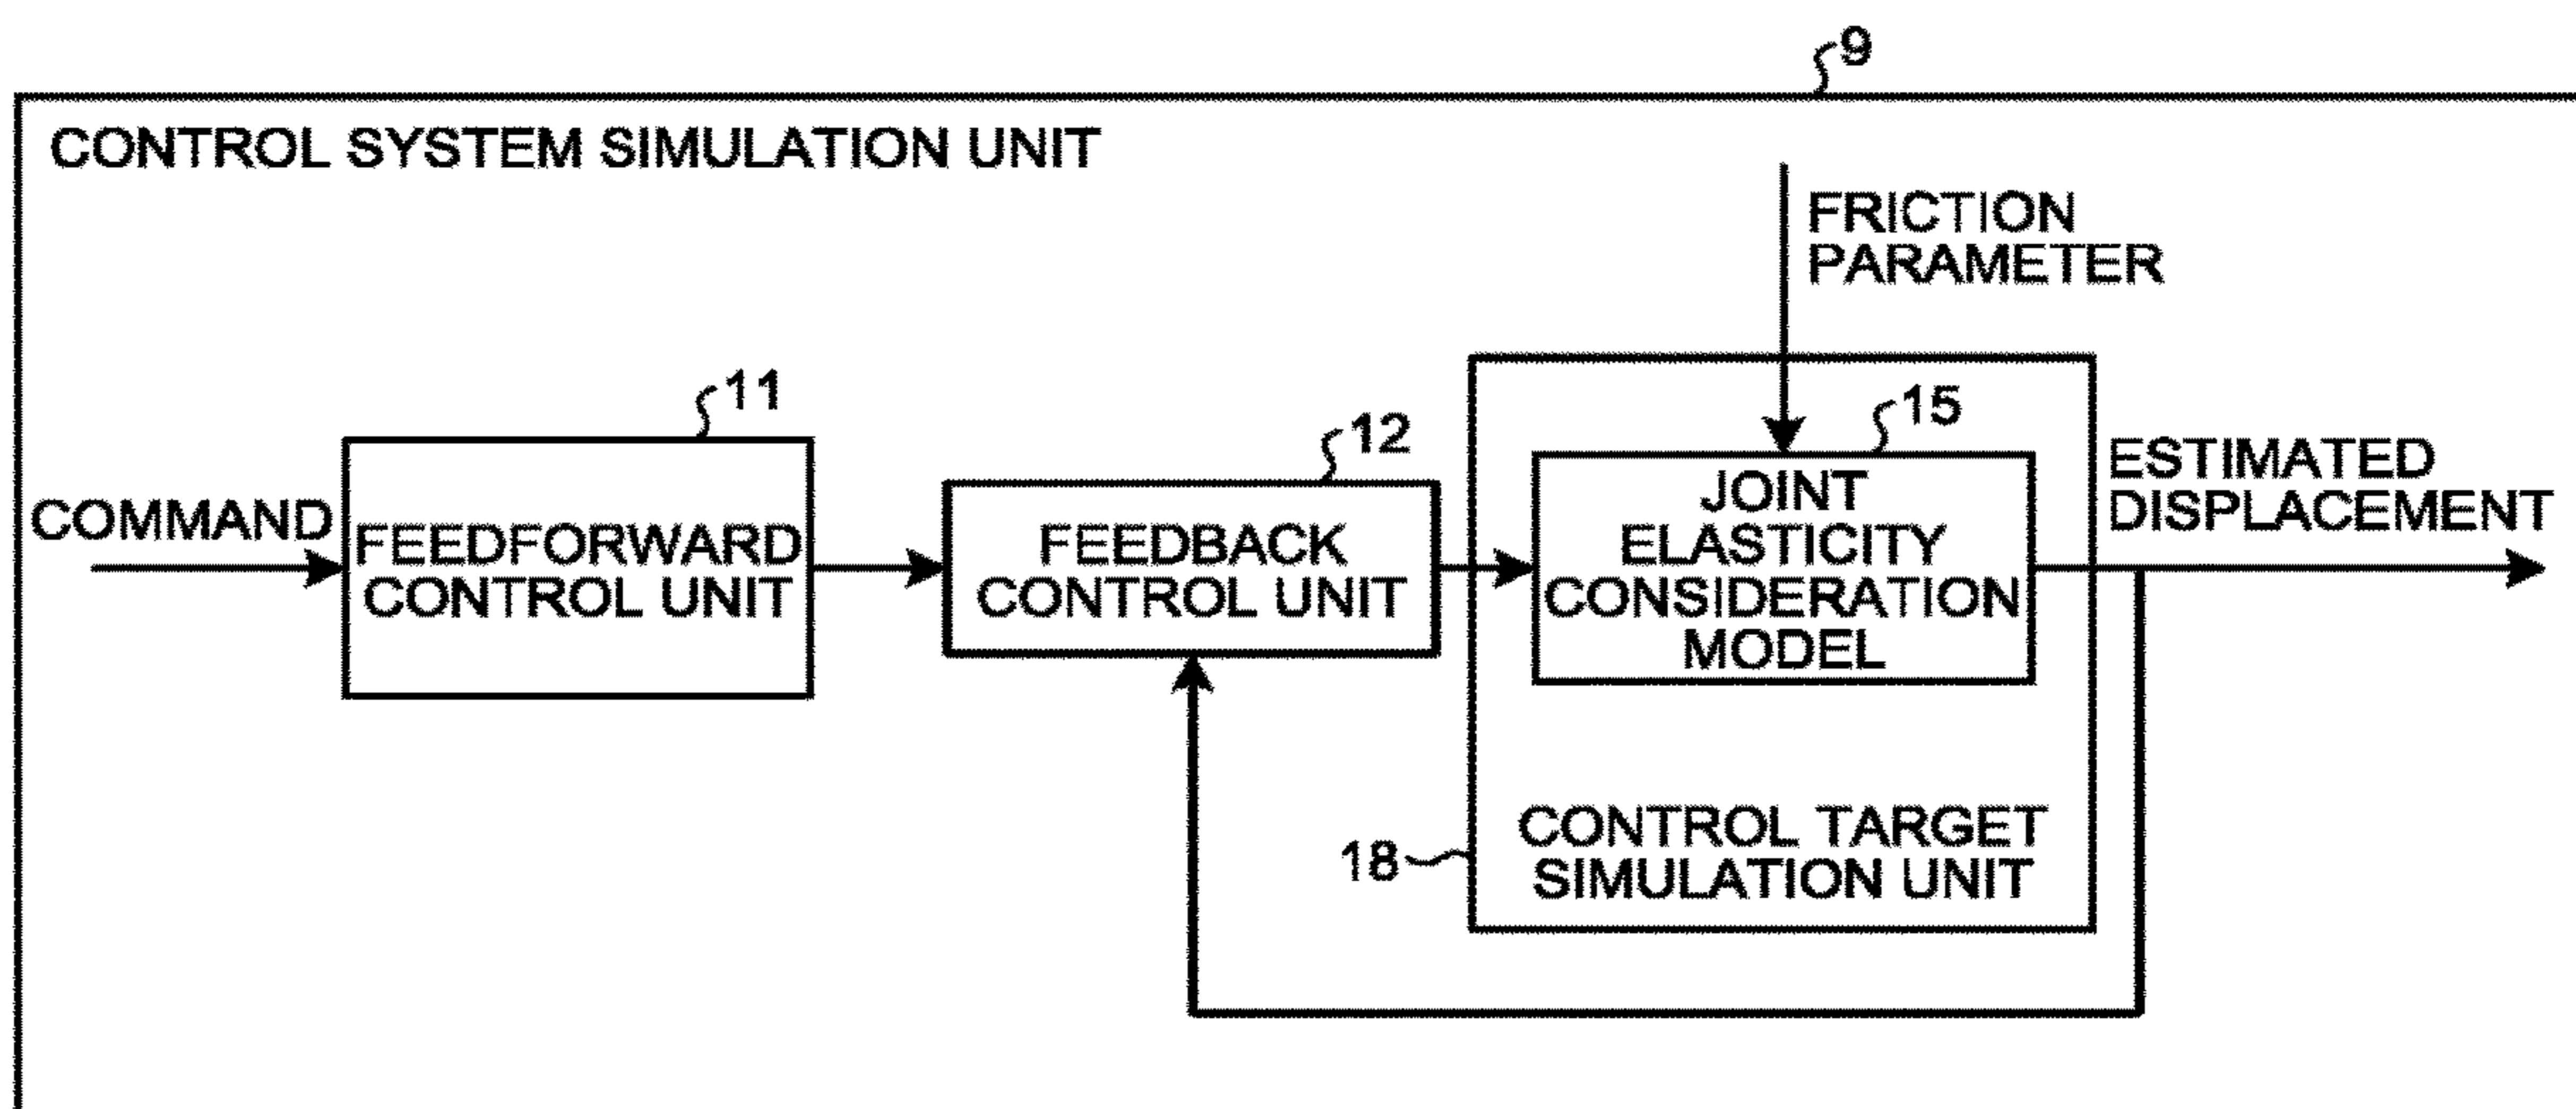 9
CONTROL SYSTEM SIMULATION UNIT
FRICTION
PARAMETER
11
12
15
COMMAND
FEEDFORWARD
CONTROL UNIT
FEEDBACK
CONTROL UNIT
JOINT
ELASTICITY
CONSIDERATION
MODEL
ESTIMATED
DISPLACEMENT
18
CONTROL TARGET
SIMULATION UNIT